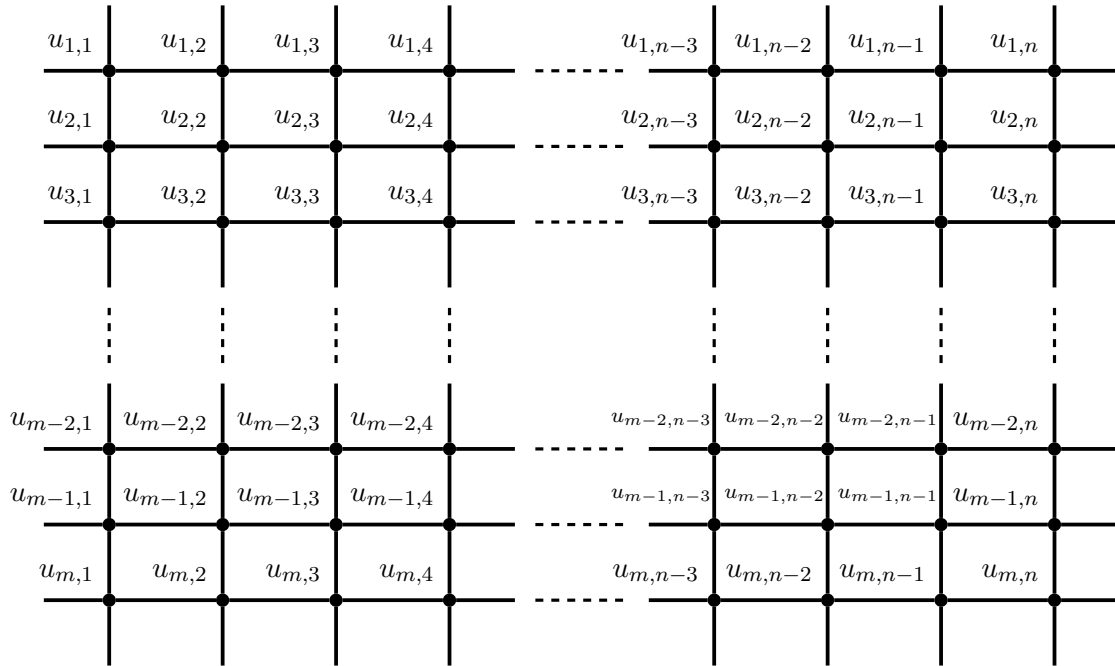 u_{1,1} u_{1,2} u_{1,3} u_{1,4} u_{1,n−3} u_{1,n−2} u_{1,n−1} u_{1,n}
u_{2,1} u_{2,2} u_{2,3} u_{2,4} u_{2,n−3} u_{2,n−2} u_{2,n−1} u_{2,n}
u_{3,1} u_{3,2} u_{3,3} u_{3,4} u_{3,n−3} u_{3,n−2} u_{3,n−1} u_{3,n}
u_{m−2,1} u_{m−2,2} u_{m−2,3} u_{m−2,4} u_{m−2,n−3} u_{m−2,n−2} u_{m−2,n−1} u_{m−2,n}
u_{m−1,1} u_{m−1,2} u_{m−1,3} u_{m−1,4} u_{m−1,n−3} u_{m−1,n−2} u_{m−1,n−1} u_{m−1,n}
u_{m,1} u_{m,2} u_{m,3} u_{m,4} u_{m,n−3} u_{m,n−2} u_{m,n−1} u_{m,n}